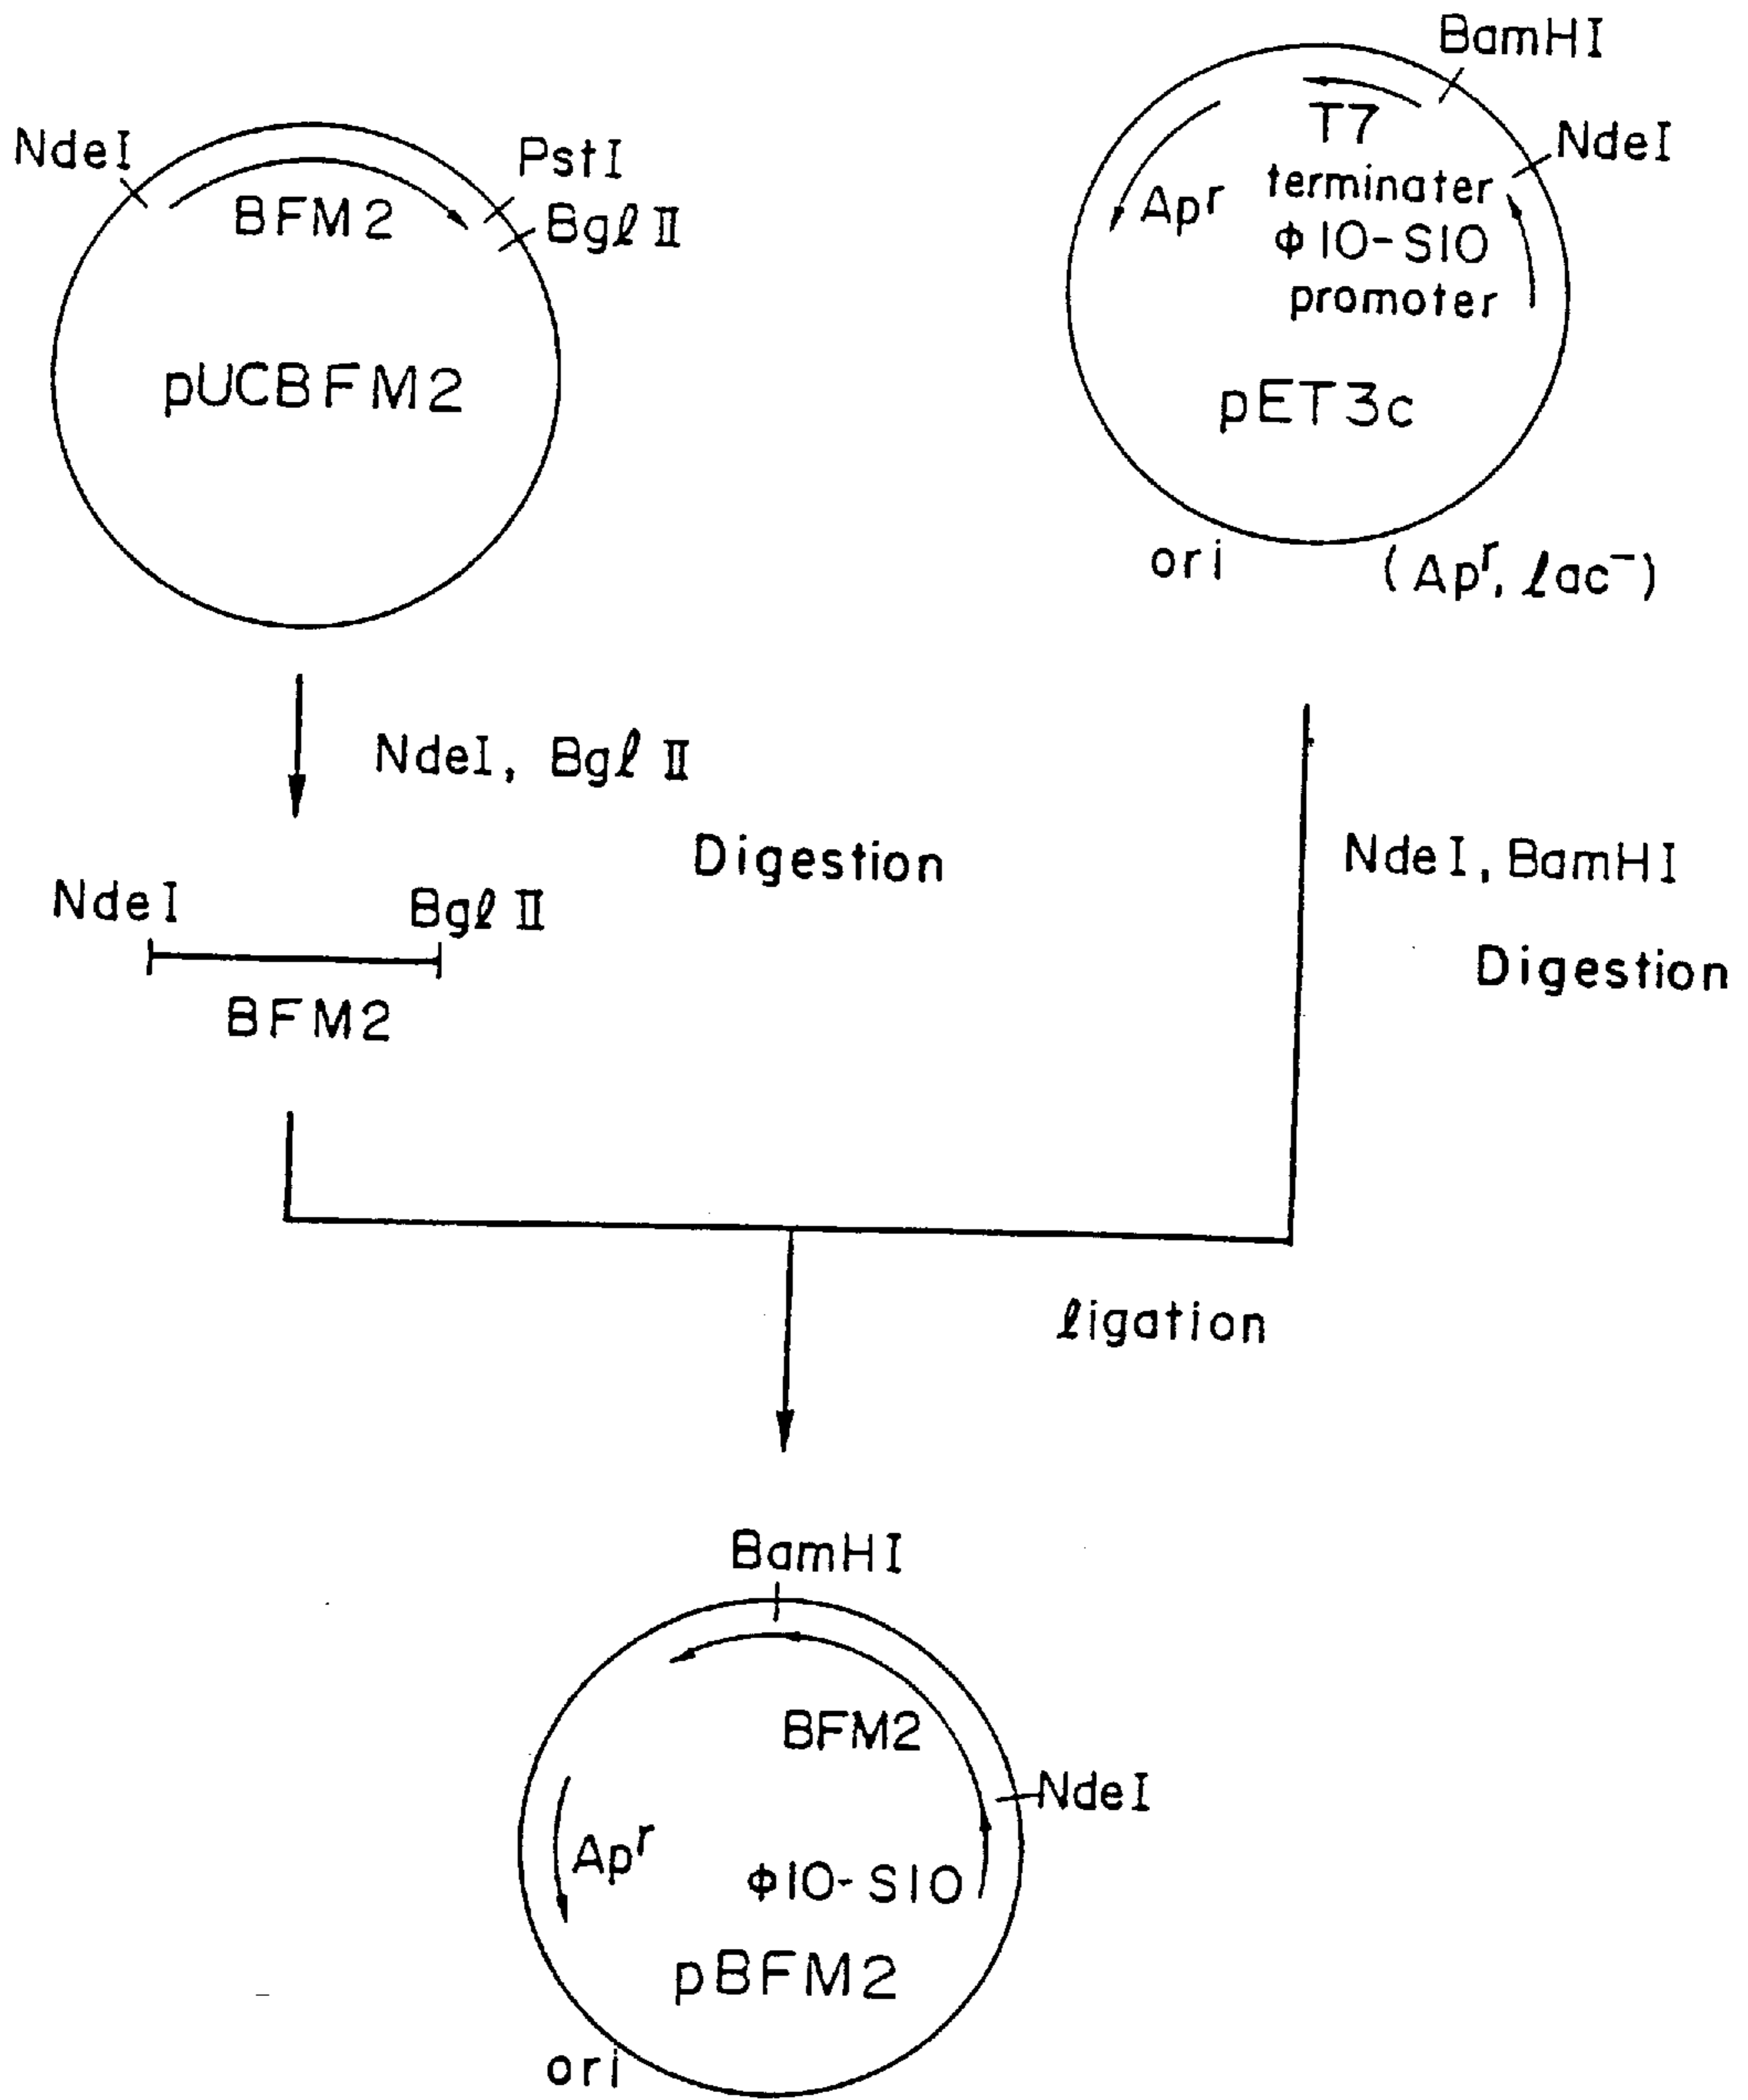 NdeI
PstI
BglII
BFM2
pUCBFM2
BamHI
NdeI
T7
terminater
Φ10-S10
promoter
Apr
pET3c
ori
(Apr, lac-)
NdeI, BglII
Digestion
NdeI, BamHI
Digestion
NdeI
BglII
BFM2
ligation
BamHI
BFM2
NdeI
Apr
Φ10-S10
pBFM2
ori